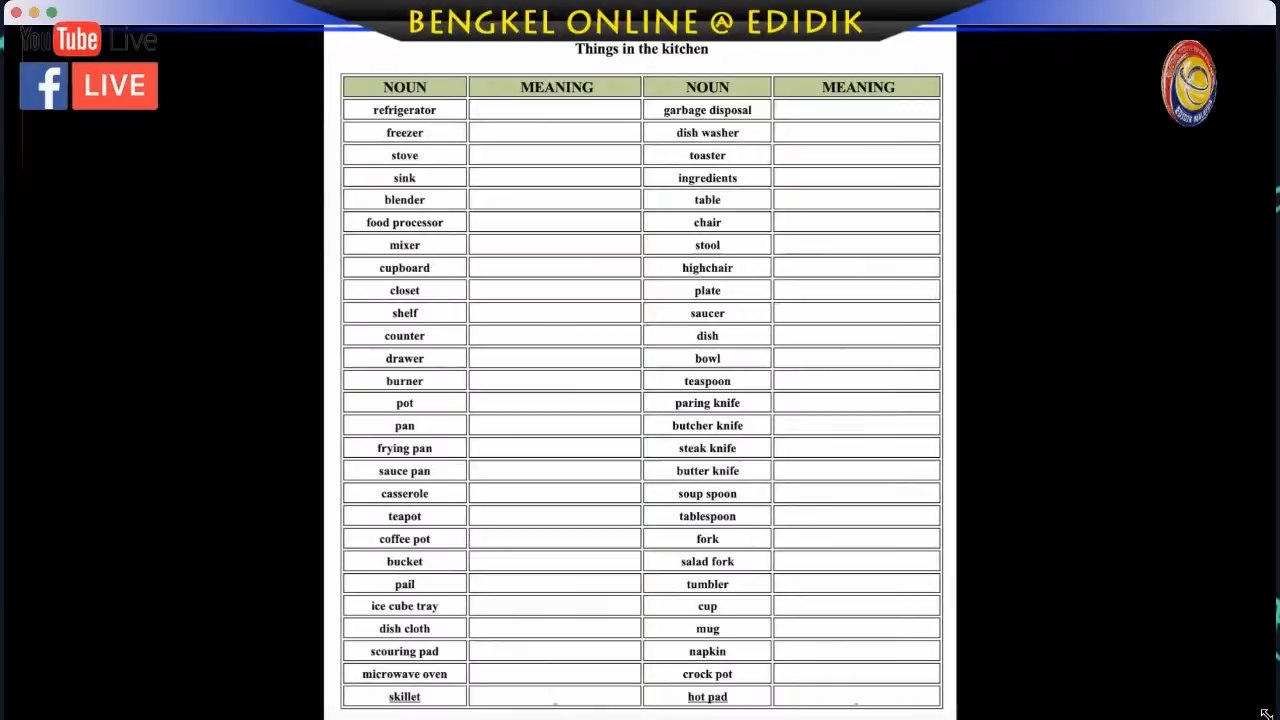 BENGKEL ONLINE @ EDIDIK
YouTube Live
f LIVE
Things in the kitchen
NOUN MEANING NOUN MEANING
refrigerator garbage disposal
freezer dish washer
stove toaster
sink ingredients
blender table
food processor chair
mixer stool
cupboard highchair
closet plate
shelf saucer
counter dish
drawer bowl
burner teaspoon
pot paring knife
pan butcher knife
frying pan steak knife
sauce pan butter knife
casserole soup spoon
teapot tablespoon
coffee pot fork
bucket salad fork
pail tumbler
ice cube tray cup
dish cloth mug
scouring pad napkin
microwave oven crock pot
skillet hot pad